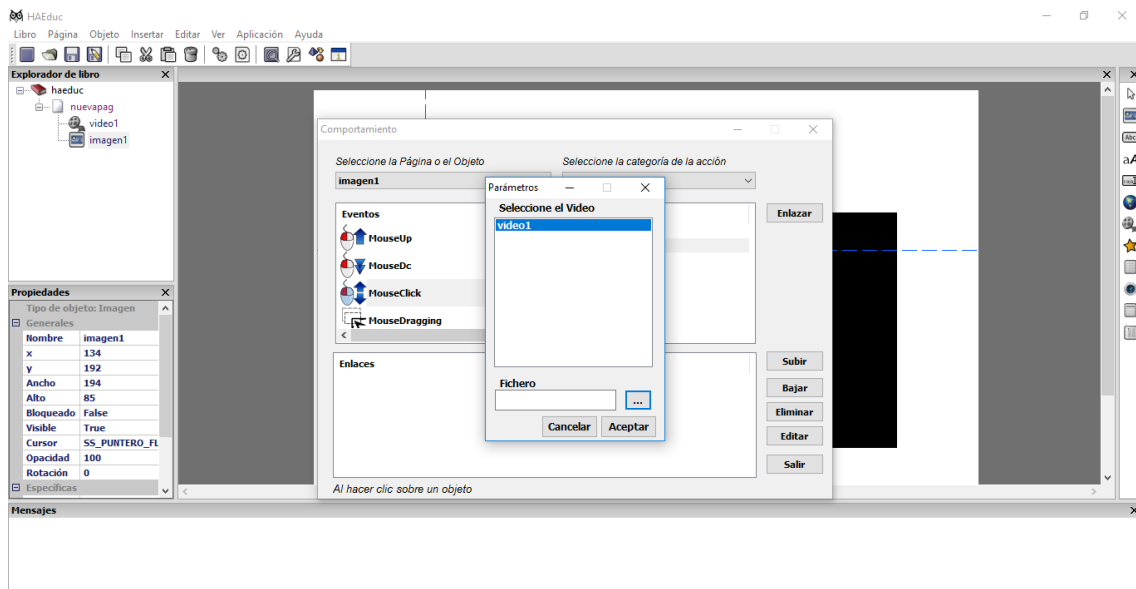 HAEduc
Libro Página Objeto Insertar Editar Ver Aplicación Ayuda
Explorador de libro
haeduc
nuevapag
video1
imagen1
Propiedades
Tipo de objeto: Imagen
Generales
Nombre imagen1
x 134
y 192
Ancho 194
Alto 85
Bloqueado False
Visible True
Cursor SS_PUNTERO_FL
Opacidad 100
Rotación 0
Específicas
Comportamiento
Seleccione la Página o el Objeto
Seleccione la categoría de la acción
imagen1
Eventos
MouseUp
MouseDc
MouseClick
MouseDragging
Enlazar
Enlaces
Subir
Bajar
Eliminar
Editar
Salir
Al hacer clic sobre un objeto
Parámetros
Seleccione el Video
video1
Fichero
...
Cancelar Aceptar
Abc
aA
Mensajes